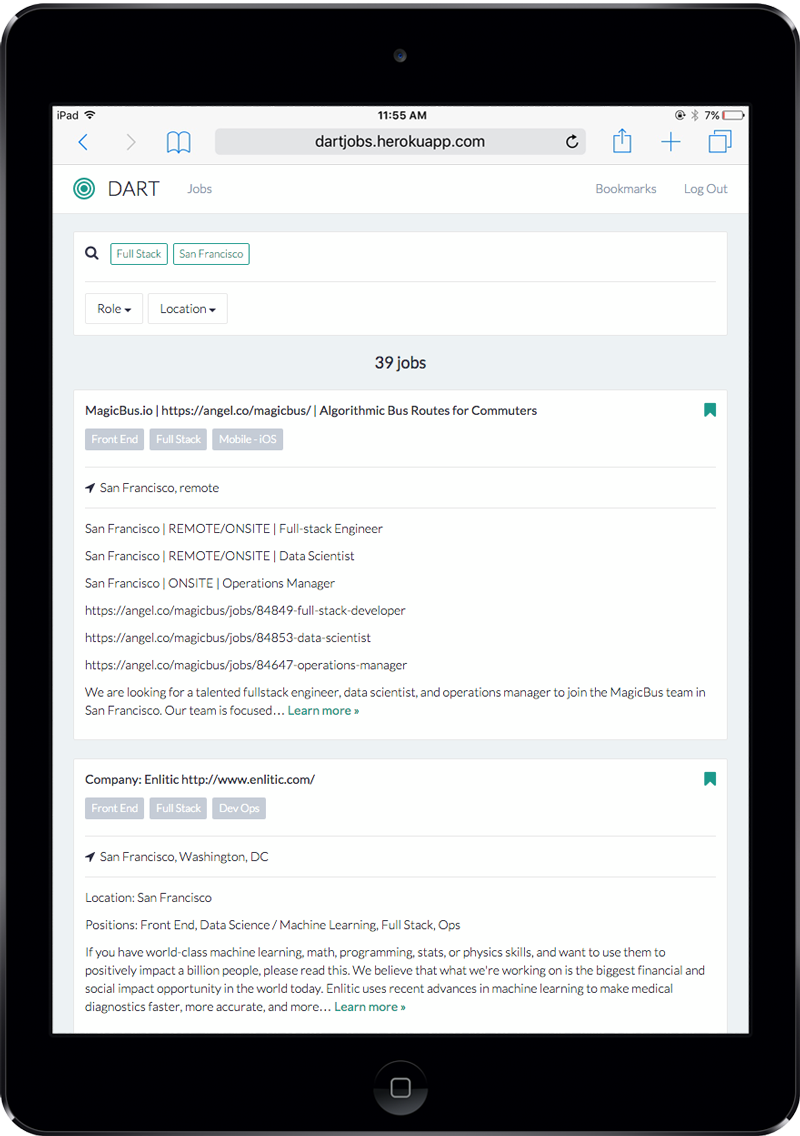 iPad 11:55 AM 7%
dartjobs.herokuapp.com
DART Jobs Bookmarks Log Out
Full Stack San Francisco
Role Location
39 jobs
MagicBus.io | https://angel.co/magicbus/ | Algorithmic Bus Routes for Commuters
Front End Full Stack Mobile - iOS
San Francisco, remote
San Francisco | REMOTE/ONSITE | Full-stack Engineer
San Francisco | REMOTE/ONSITE | Data Scientist
San Francisco | ONSITE | Operations Manager
https://angel.co/magicbus/jobs/84849-full-stack-developer
https://angel.co/magicbus/jobs/84853-data-scientist
https://angel.co/magicbus/jobs/84647-operations-manager
We are looking for a talented fullstack engineer, data scientist, and operations manager to join the MagicBus team in
San Francisco. Our team is focused… Learn more »
Company: Enlitic http://www.enlitic.com/
Front End Full Stack Dev Ops
San Francisco, Washington, DC
Location: San Francisco
Positions: Front End, Data Science / Machine Learning, Full Stack, Ops
If you have world-class machine learning, math, programming, stats, or physics skills, and want to use them to
positively impact a billion people, please read this. We believe that what we're working on is the biggest financial and
social impact opportunity in the world today. Enlitic uses recent advances in machine learning to make medical
diagnostics faster, more accurate, and more… Learn more »